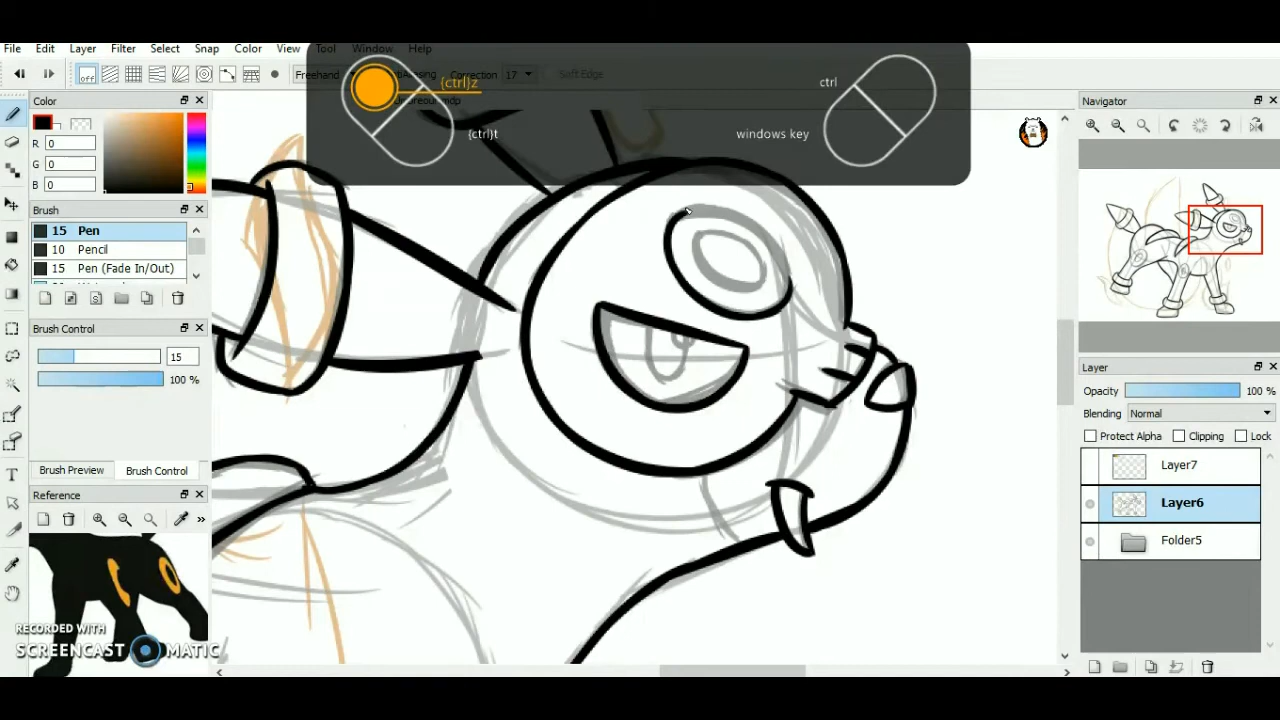 File Edit Layer Filter Select Snap Color View Tool Window Help
off Freehand Correction 17 Soft Edge
{ctrl}z
{ctrl}t
ctrl
windows key
Color
R 0
G 0
B 0
Brush
15 Pen
10 Pencil
15 Pen (Fade In/Out)
Brush Control
15
100 %
Brush Preview Brush Control
Reference
RECORDED WITH
SCREENCAST MATIC
Navigator
Layer
Opacity 100 %
Blending Normal
Protect Alpha Clipping Lock
Layer7
Layer6
Folder5